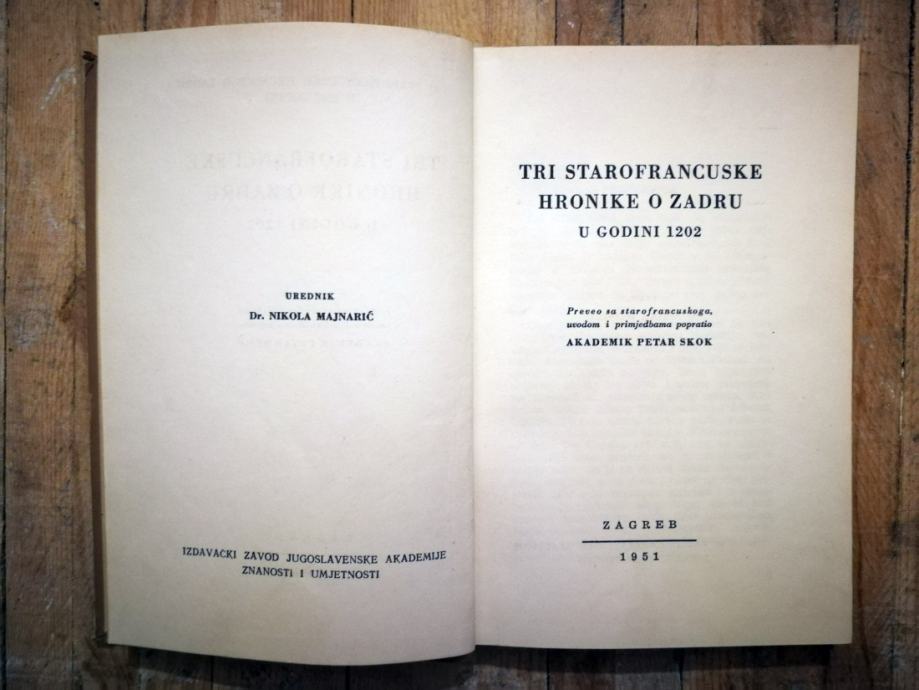 UREDNIK
Dr. NIKOLA MAJNARIĆ
IZDAVAČKI ZAVOD JUGOSLAVENSKE AKADEMIJE
ZNANOSTI I UMJETNOSTI
TRI STAROFRANCUSKE
HRONIKE O ZADRU
U GODINI 1202
Preveo sa starofrancuskoga,
uvodom i primjedbama popratio
AKADEMIK PETAR SKOK
ZAGREB
1951